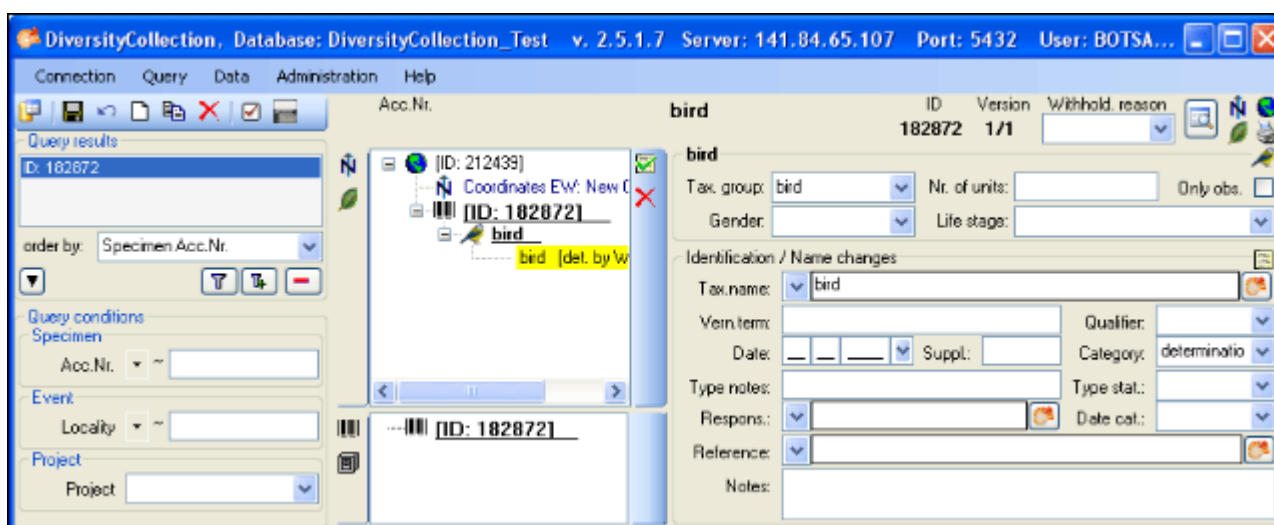 DiversityCollection, Database: DiversityCollection_Test v. 2.5.1.7 Server: 141.84.65.107 Port: 5432 User: BOTSA...
Connection Query Data Administration Help
Acc.Nr. bird ID Version Withhold. reason
182872 1/1
Query results
ID: 182872
order by: Specimen Acc.Nr.
Query conditions
Specimen
Acc.Nr. ~
Event
Locality ~
Project
Project
[ID: 212439]
Coordinates EW: New
[ID: 182872]
bird
bird [det. by W
[ID: 182872]
bird
Tax. group: bird Nr. of units: Only obs.
Gender: Life stage:
Identification / Name changes
Tax.name: bird
Vern.term: Qualifier:
Date: Suppl.: Category: determinatio
Type notes: Type stat.:
Respons.: Date cat.:
Reference:
Notes: